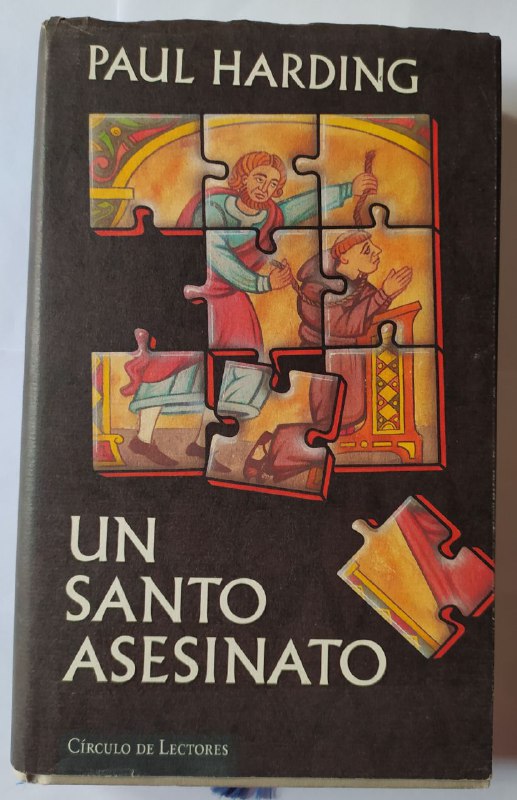 PAUL HARDING
UN
SANTO
ASESINATO
CÍRCULO DE LECTORES